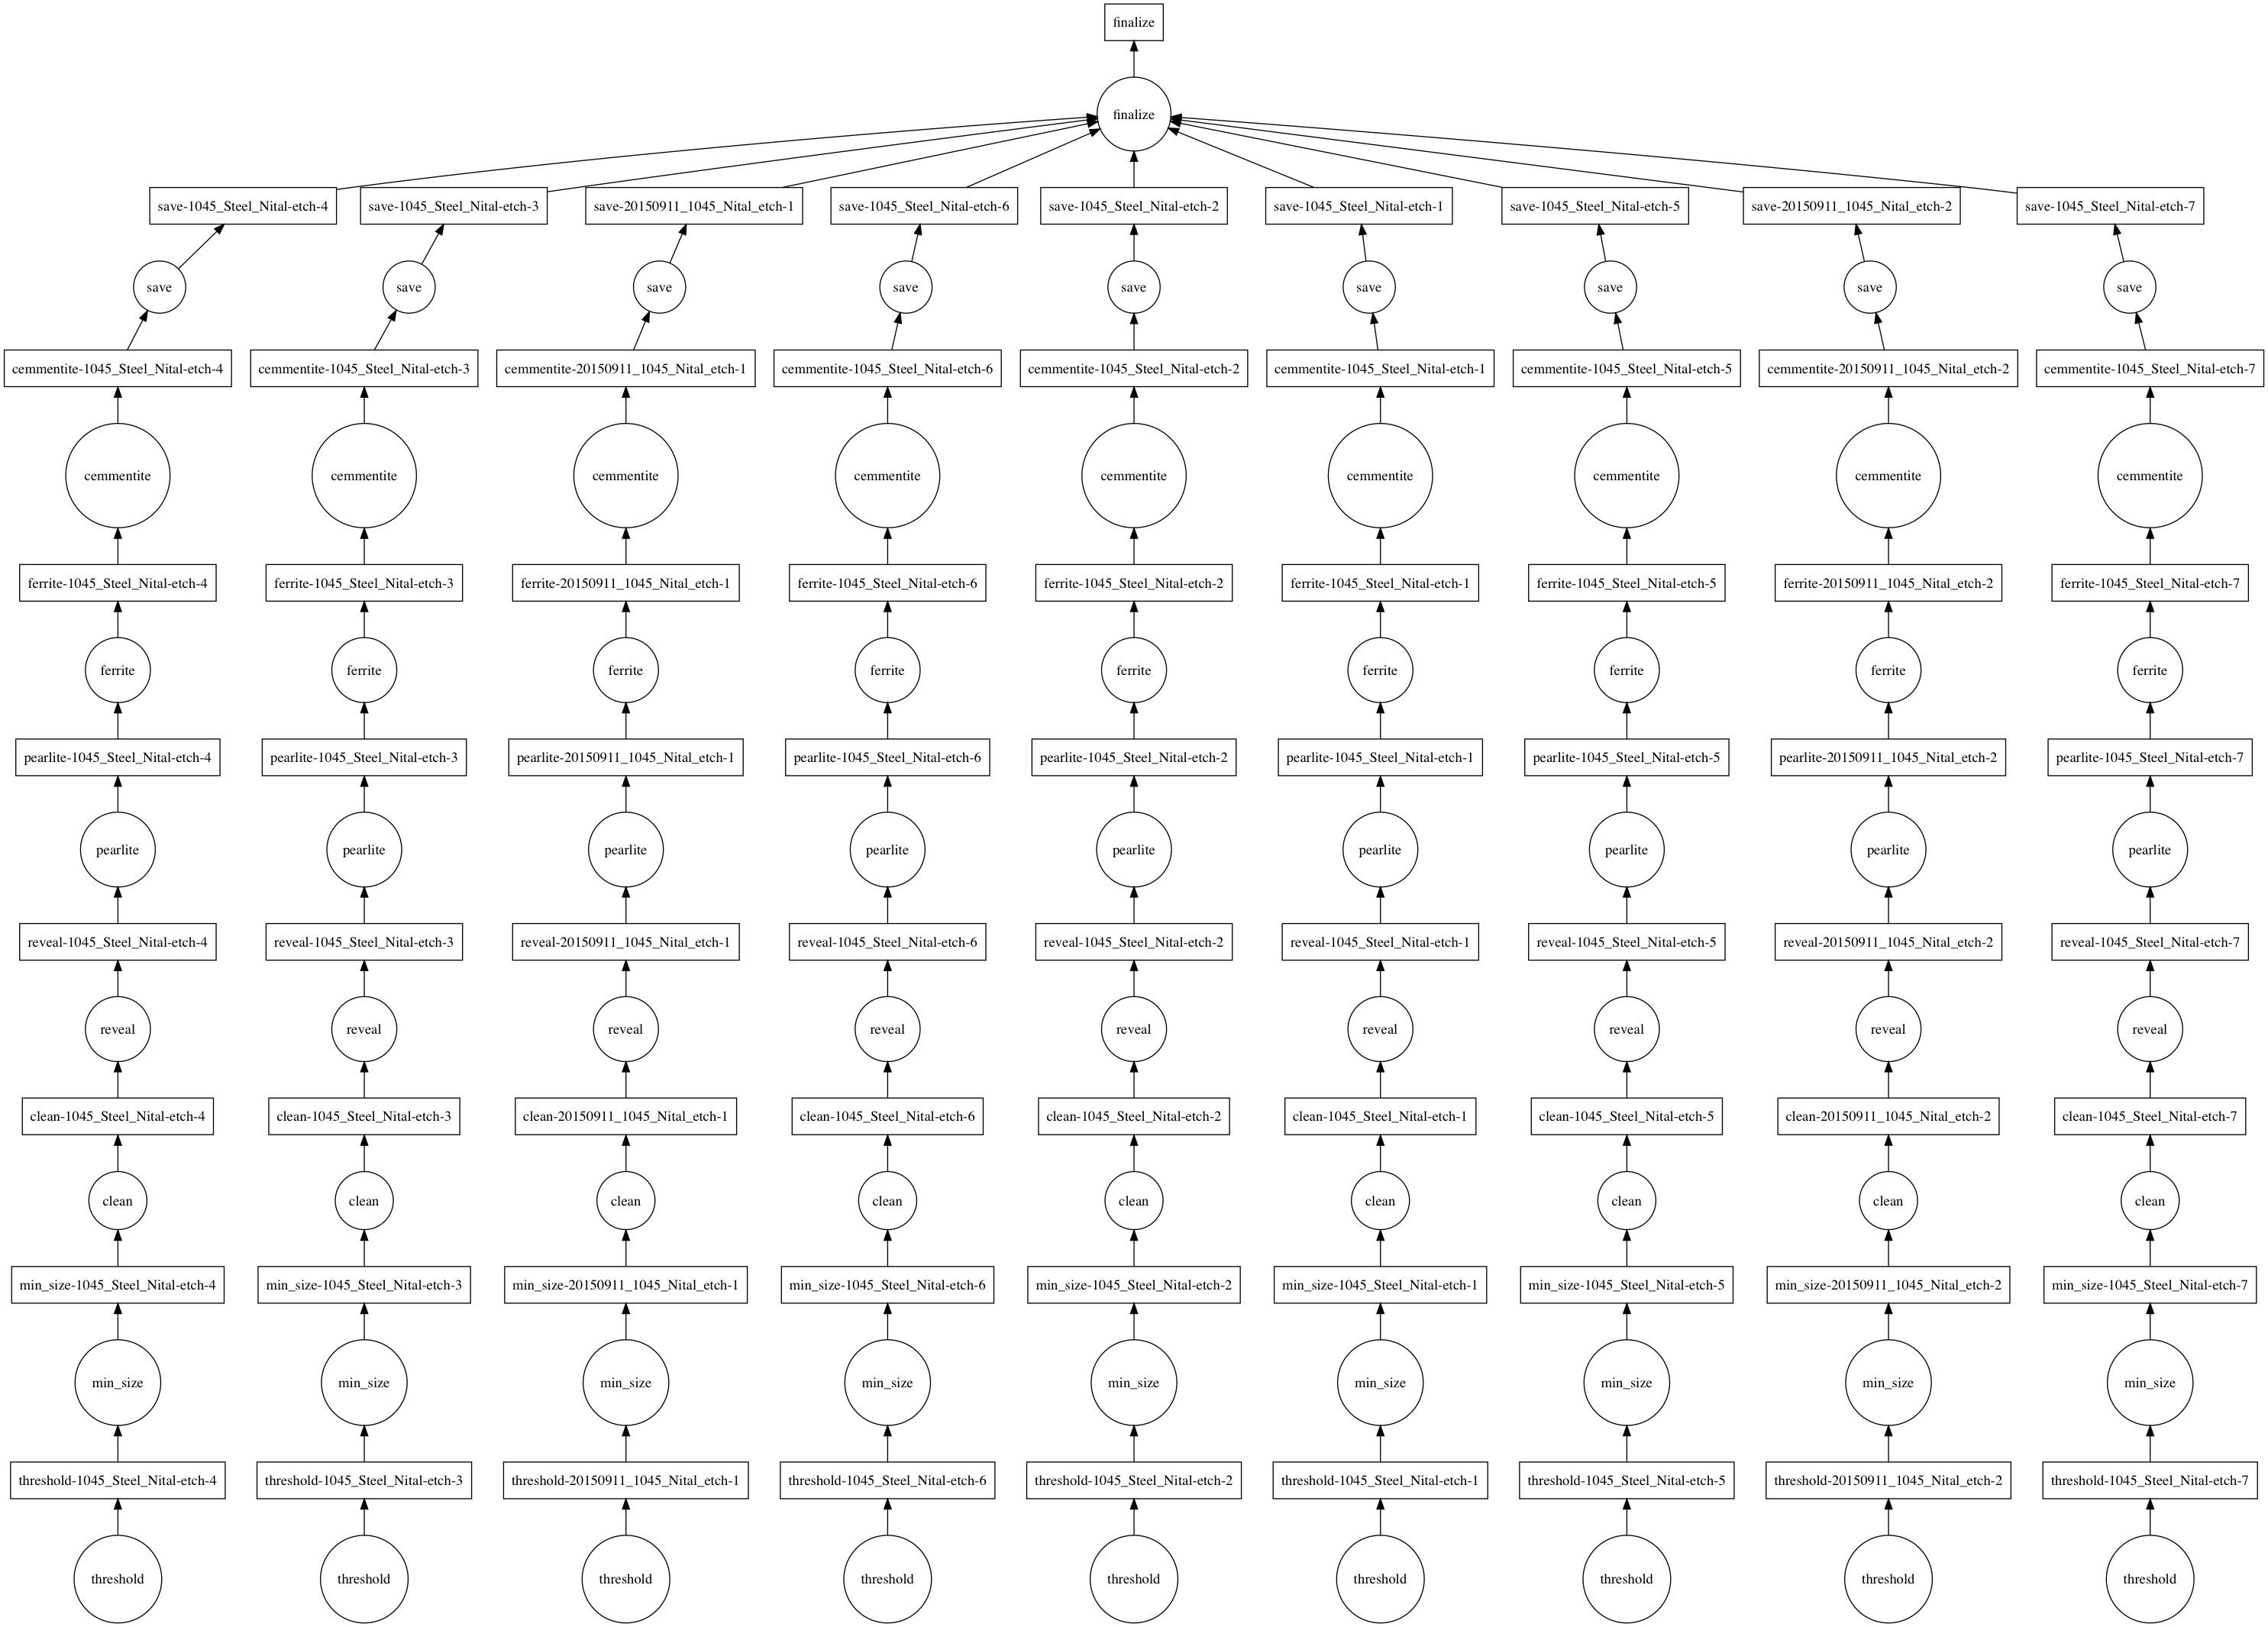 finalize
finalize
save-1045_Steel_Nital-etch-4 save-1045_Steel_Nital-etch-3 save-20150911_1045_Nital_etch-1 save-1045_Steel_Nital-etch-6 save-1045_Steel_Nital-etch-2 save-1045_Steel_Nital-etch-1 save-1045_Steel_Nital-etch-5 save-20150911_1045_Nital_etch-2 save-1045_Steel_Nital-etch-7
save save save save save save save save save
cemmentite-1045_Steel_Nital-etch-4 cemmentite-1045_Steel_Nital-etch-3 cemmentite-20150911_1045_Nital_etch-1 cemmentite-1045_Steel_Nital-etch-6 cemmentite-1045_Steel_Nital-etch-2 cemmentite-1045_Steel_Nital-etch-1 cemmentite-1045_Steel_Nital-etch-5 cemmentite-20150911_1045_Nital_etch-2 cemmentite-1045_Steel_Nital-etch-7
cemmentite cemmentite cemmentite cemmentite cemmentite cemmentite cemmentite cemmentite cemmentite
ferrite-1045_Steel_Nital-etch-4 ferrite-1045_Steel_Nital-etch-3 ferrite-20150911_1045_Nital_etch-1 ferrite-1045_Steel_Nital-etch-6 ferrite-1045_Steel_Nital-etch-2 ferrite-1045_Steel_Nital-etch-1 ferrite-1045_Steel_Nital-etch-5 ferrite-20150911_1045_Nital_etch-2 ferrite-1045_Steel_Nital-etch-7
ferrite ferrite ferrite ferrite ferrite ferrite ferrite ferrite ferrite
pearlite-1045_Steel_Nital-etch-4 pearlite-1045_Steel_Nital-etch-3 pearlite-20150911_1045_Nital_etch-1 pearlite-1045_Steel_Nital-etch-6 pearlite-1045_Steel_Nital-etch-2 pearlite-1045_Steel_Nital-etch-1 pearlite-1045_Steel_Nital-etch-5 pearlite-20150911_1045_Nital_etch-2 pearlite-1045_Steel_Nital-etch-7
pearlite pearlite pearlite pearlite pearlite pearlite pearlite pearlite pearlite
reveal-1045_Steel_Nital-etch-4 reveal-1045_Steel_Nital-etch-3 reveal-20150911_1045_Nital_etch-1 reveal-1045_Steel_Nital-etch-6 reveal-1045_Steel_Nital-etch-2 reveal-1045_Steel_Nital-etch-1 reveal-1045_Steel_Nital-etch-5 reveal-20150911_1045_Nital_etch-2 reveal-1045_Steel_Nital-etch-7
reveal reveal reveal reveal reveal reveal reveal reveal reveal
clean-1045_Steel_Nital-etch-4 clean-1045_Steel_Nital-etch-3 clean-20150911_1045_Nital_etch-1 clean-1045_Steel_Nital-etch-6 clean-1045_Steel_Nital-etch-2 clean-1045_Steel_Nital-etch-1 clean-1045_Steel_Nital-etch-5 clean-20150911_1045_Nital_etch-2 clean-1045_Steel_Nital-etch-7
clean clean clean clean clean clean clean clean clean
min_size-1045_Steel_Nital-etch-4 min_size-1045_Steel_Nital-etch-3 min_size-20150911_1045_Nital_etch-1 min_size-1045_Steel_Nital-etch-6 min_size-1045_Steel_Nital-etch-2 min_size-1045_Steel_Nital-etch-1 min_size-1045_Steel_Nital-etch-5 min_size-20150911_1045_Nital_etch-2 min_size-1045_Steel_Nital-etch-7
min_size min_size min_size min_size min_size min_size min_size min_size min_size
threshold-1045_Steel_Nital-etch-4 threshold-1045_Steel_Nital-etch-3 threshold-20150911_1045_Nital_etch-1 threshold-1045_Steel_Nital-etch-6 threshold-1045_Steel_Nital-etch-2 threshold-1045_Steel_Nital-etch-1 threshold-1045_Steel_Nital-etch-5 threshold-20150911_1045_Nital_etch-2 threshold-1045_Steel_Nital-etch-7
threshold threshold threshold threshold threshold threshold threshold threshold threshold